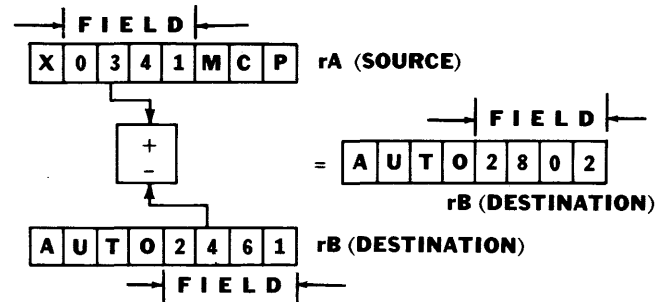 FIELD
X 0 3 4 1 M C P rA (SOURCE)
FIELD
+
-
= A U T O 2 8 0 2
rB (DESTINATION)
A U T O 2 4 6 1 rB (DESTINATION)
FIELD